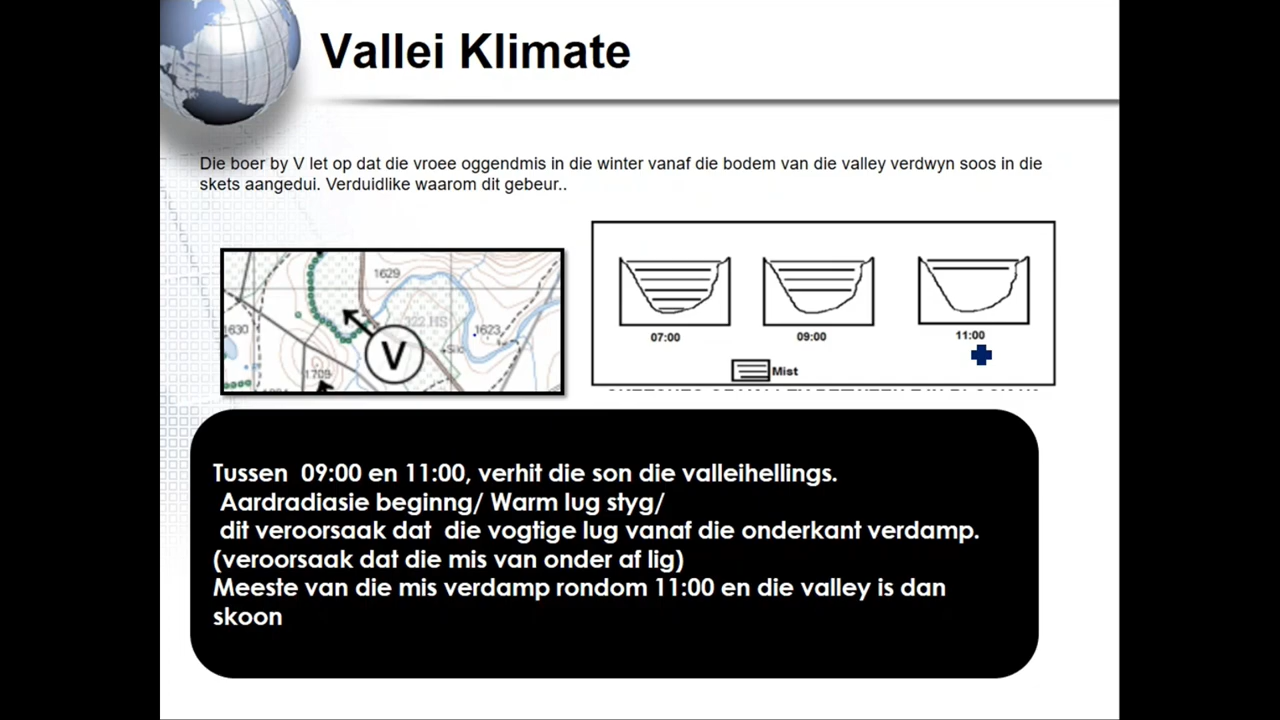 Vallei Klimate
Die boer by V let op dat die vroee oggendmis in die winter vanaf die bodem van die valley verdwyn soos in die
skets aangedui. Verduidlike waarom dit gebeur..
1629
1630
322 HS
1623
Silo
V
1703
07:00
09:00
11:00
Mist
Tussen 09:00 en 11:00, verhit die son die valleihellings.
Aardradiasie beginng/ Warm lug styg/
dit veroorsaak dat die vogtige lug vanaf die onderkant verdamp.
(veroorsaak dat die mis van onder af lig)
Meeste van die mis verdamp rondom 11:00 en die valley is dan
skoon